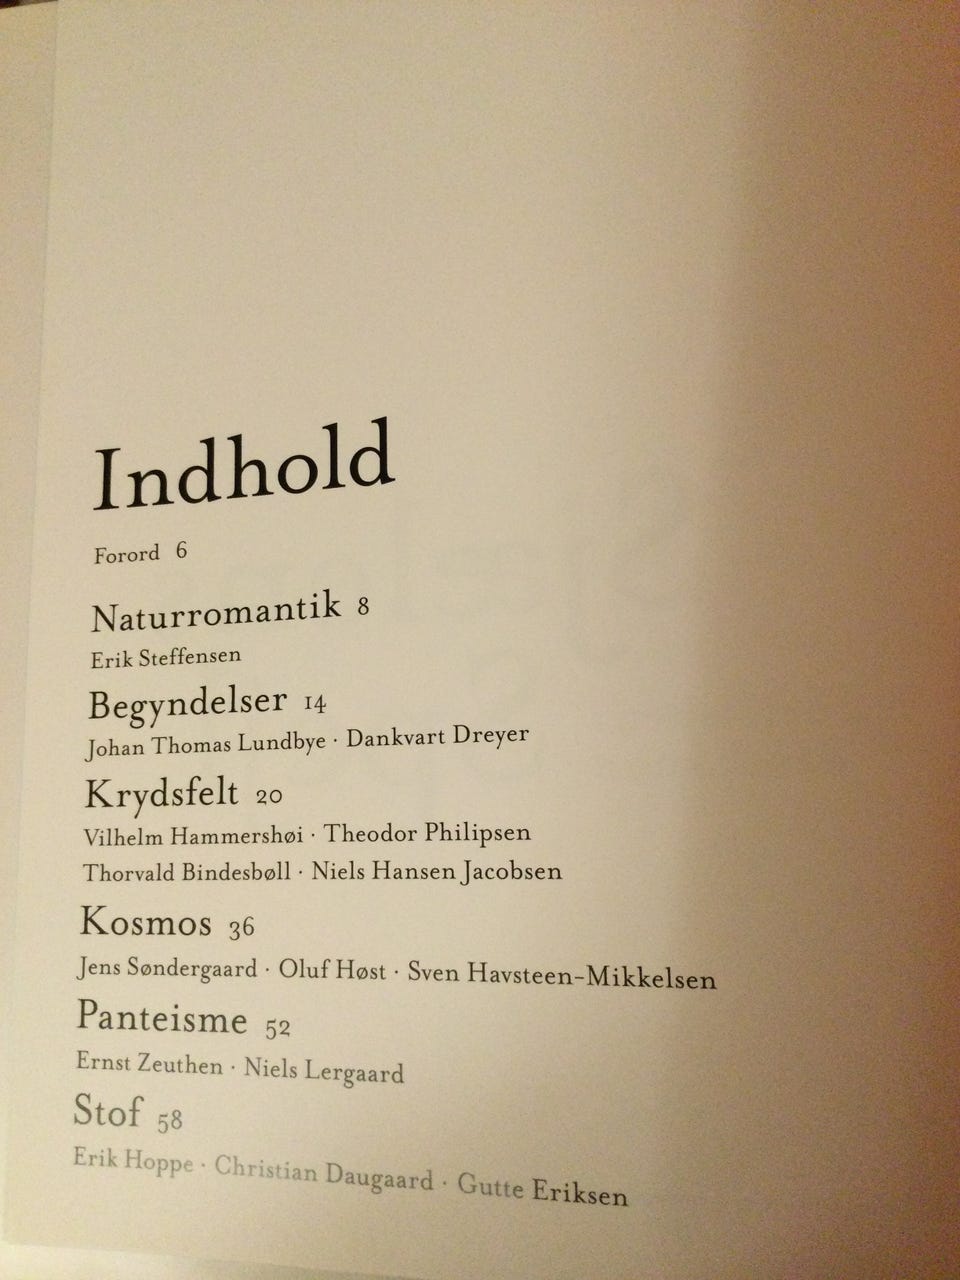 Indhold
Forord 6
Naturromantik 8
Erik Steffensen
Begyndelser 14
Johan Thomas Lundbye · Dankvart Dreyer
Krydsfelt 20
Vilhelm Hammershøi · Theodor Philipsen
Thorvald Bindesbøll · Niels Hansen Jacobsen
Kosmos 36
Jens Søndergaard · Oluf Høst · Sven Havsteen-Mikkelsen
Panteisme 52
Ernst Zeuthen · Niels Lergaard
Stof 58
Erik Hoppe · Christian Daugaard · Gutte Eriksen